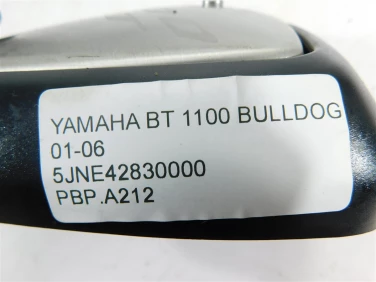 YAMAHA BT 1100 BULLDOG
01-06
5JNE42830000
PBP.A212